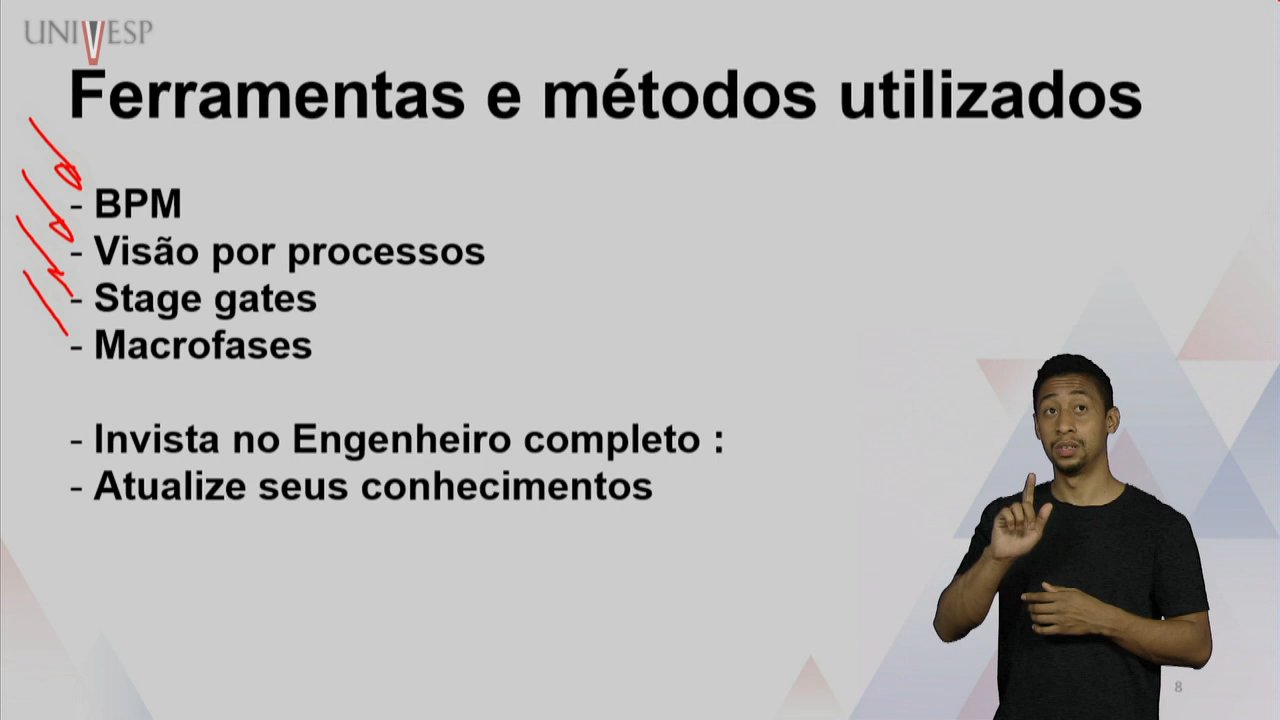 UNIVESP
Ferramentas e métodos utilizados
- BPM
- Visão por processos
- Stage gates
- Macrofases
- Invista no Engenheiro completo :
- Atualize seus conhecimentos
8